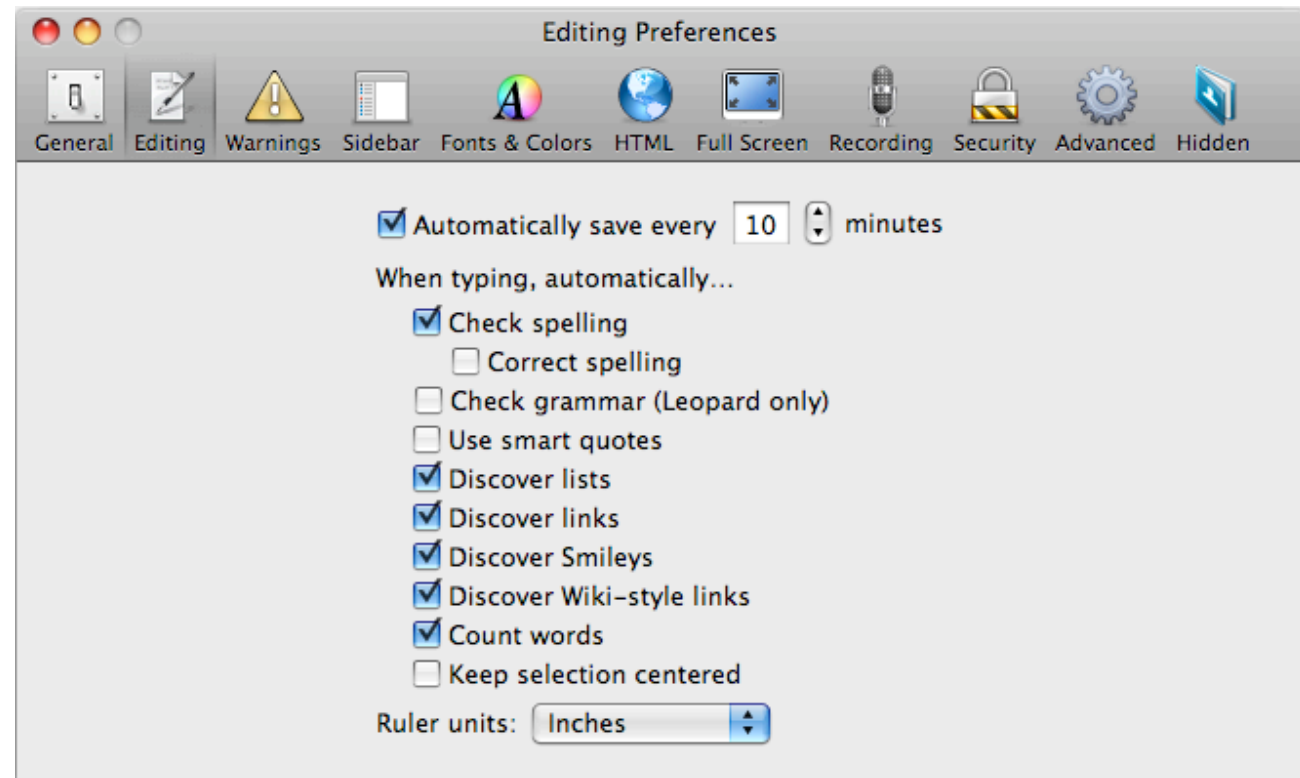 Editing Preferences
General Editing Warnings Sidebar Fonts & Colors HTML Full Screen Recording Security Advanced Hidden
Automatically save every 10 minutes
When typing, automatically...
Check spelling
Correct spelling
Check grammar (Leopard only)
Use smart quotes
Discover lists
Discover links
Discover Smileys
Discover Wiki-style links
Count words
Keep selection centered
Ruler units: Inches